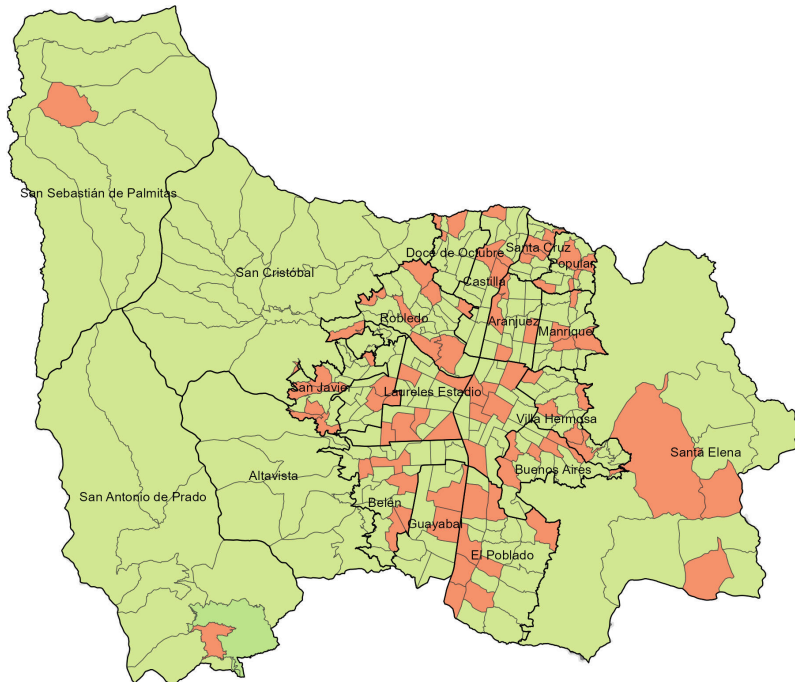 San Sebastián de Palmitas
San Cristóbal
Doce de Octubre
Santa Cruz
Popular
Castilla
Robledo
Aranjuez
Manrique
San Javier
Laureles Estadio
Villa Hermosa
Santa Elena
Buenos Aires
Altavista
San Antonio de Prado
Belén
Guayabal
El Poblado